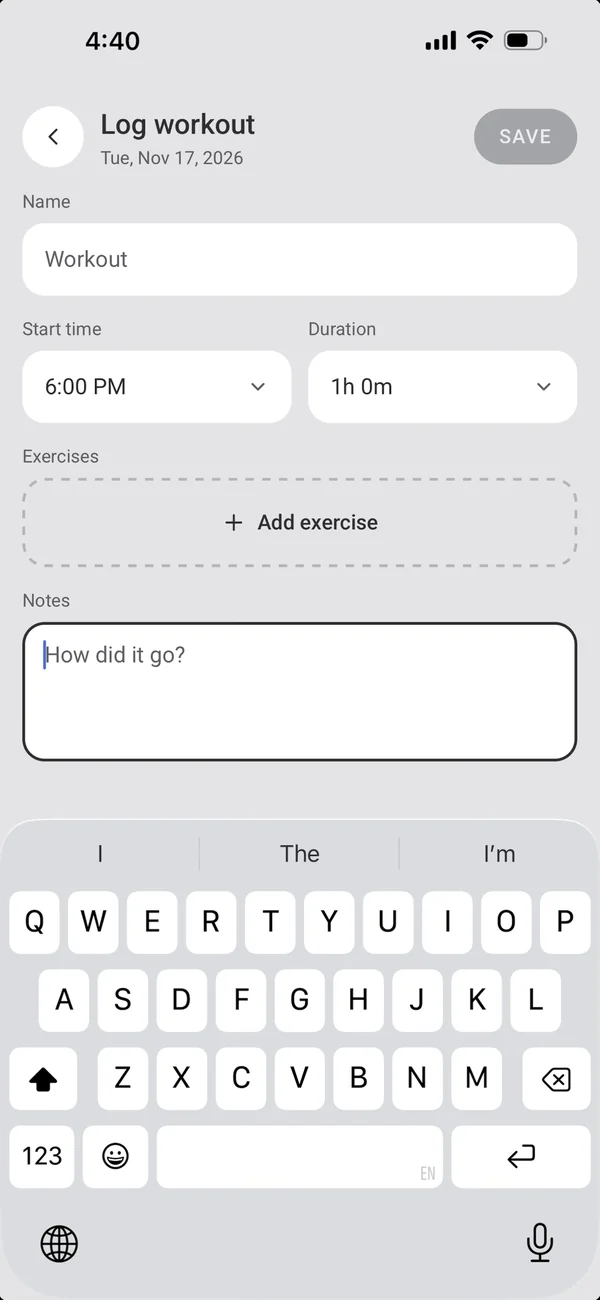 4:40
Log workout
Tue, Nov 17, 2026
SAVE
Name
Workout
Start time
Duration
6:00 PM
1h 0m
Exercises
Add exercise
Notes
How did it go?
I
The
I'm
Q W E R T Y U I O P
A S D F G H J K L
Z X C V B N M
123
EN